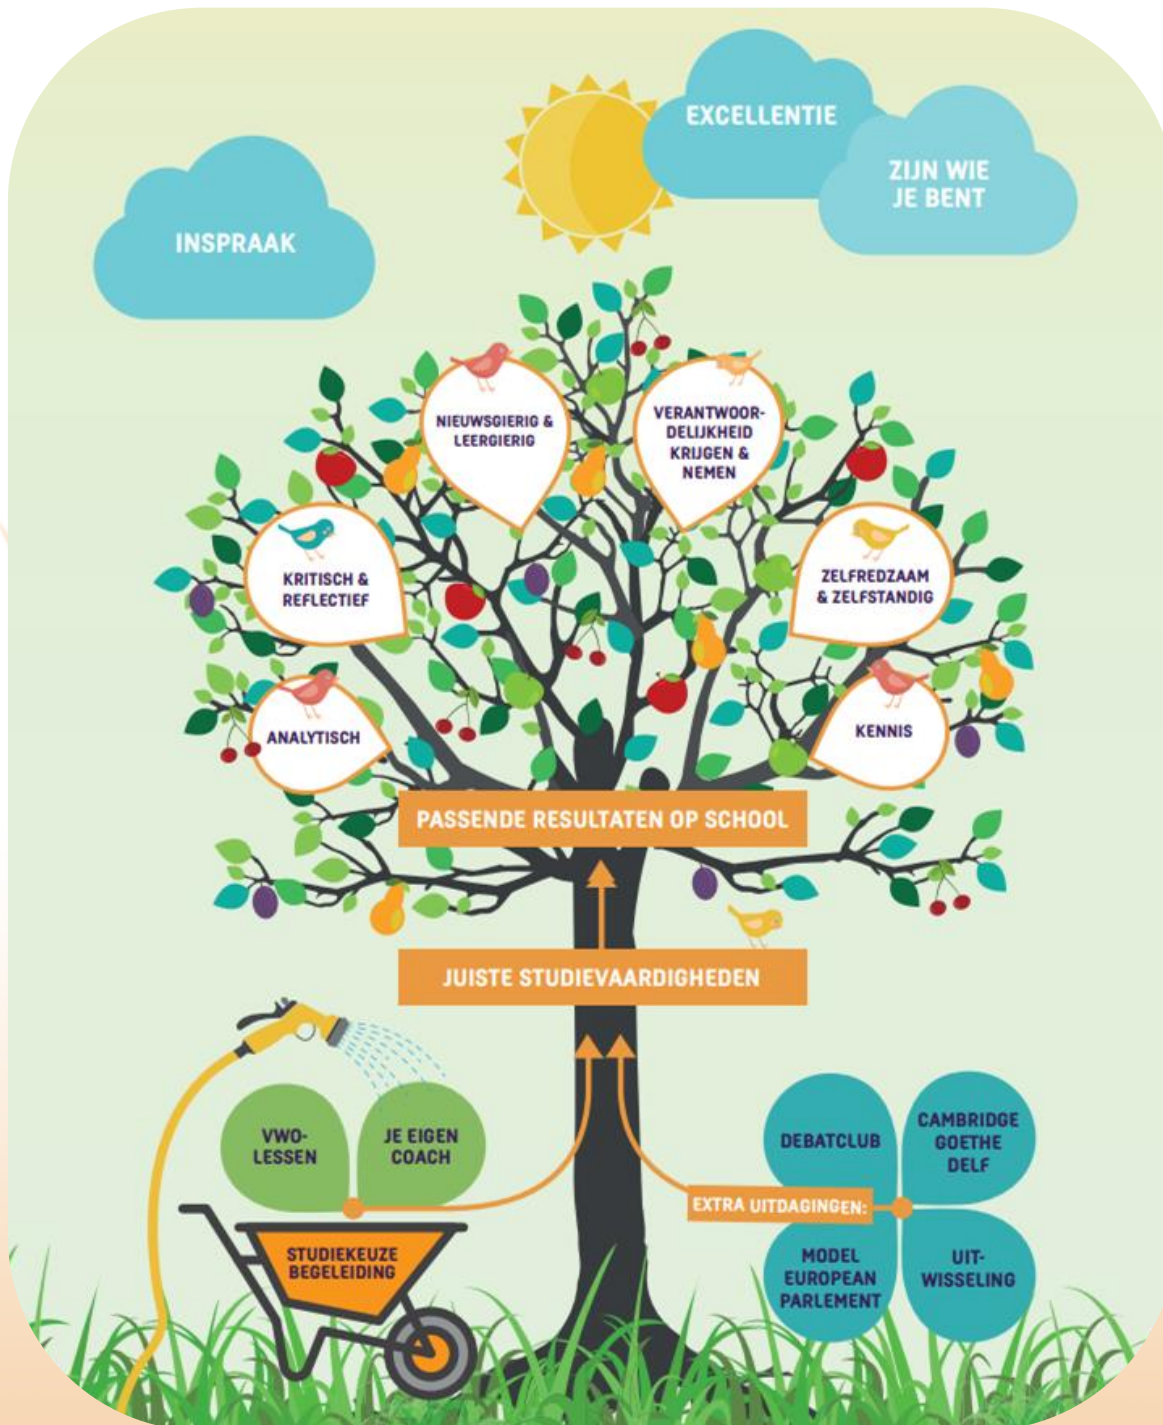 EXCELLENTIE
ZIJN WIE
JE BENT
INSPRAAK
NIEUWSGIERIG &
LEERGIERIG
VERANTWOOR-
DELIJKHEID
KRIJGEN &
NEMEN
KRITISCH &
REFLECTIEF
ZELFREDZAAM
& ZELFSTANDIG
ANALYTISCH
KENNIS
PASSENDE RESULTATEN OP SCHOOL
JUISTE STUDIEVAARDIGHEDEN
VWO-
LESSEN
JE EIGEN
COACH
DEBATCLUB
CAMBRIDGE
GOETHE
DELF
EXTRA UITDAGINGEN:
STUDIEKEUZE
BEGELEIDING
MODEL
EUROPEAN
PARLEMENT
UIT-
WISSELING